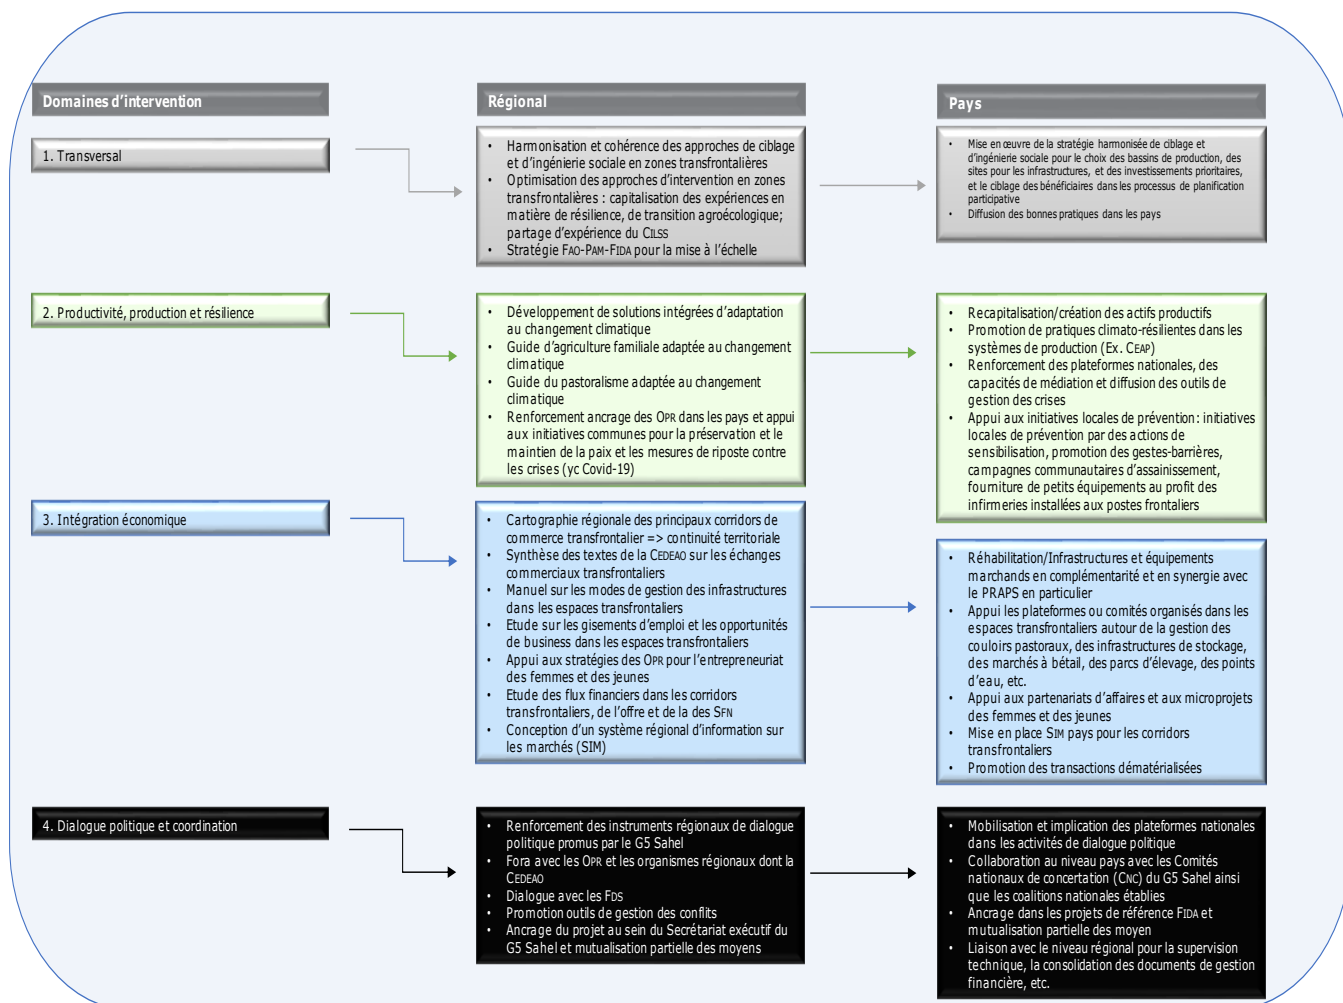 Domaines d'intervention
Régional
Pays
1. Transversal
• Harmonisation et cohérence des approches de ciblage
et d'ingénierie sociale en zones transfrontalières
• Optimisation des approches d'intervention en zones
transfrontalières : capitalisation des expériences en
matière de résilience, de transition agroécologique;
partage d'expérience du CILSS
• Stratégie FAO-PAM-FIDA pour la mise à l'échelle
• Mise en œuvre de la stratégie harmonisée de ciblage et
d'ingénierie sociale pour le choix des bassins de production, des
sites pour les infrastructures, et des investissements prioritaires,
et le ciblage des bénéficiaires dans les processus de planification
participative
• Diffusion des bonnes pratiques dans les pays
2. Productivité, production et résilience
• Développement de solutions intégrées d'adaptation
au changement climatique
• Guide d'agriculture familiale adaptée au changement
climatique
• Guide du pastoralisme adaptée au changement
climatique
• Renforcement ancrage des OPR dans les pays et appui
aux initiatives communes pour la préservation et le
maintien de la paix et les mesures de riposte contre
les crises (yc Covid-19)
• Recapitalisation/création des actifs productifs
• Promotion de pratiques climato-résilientes dans les
systèmes de production (Ex. CEAP)
• Renforcement des plateformes nationales, des
capacités de médiation et diffusion des outils de
gestion des crises
• Appui aux initiatives locales de prévention : initiatives
locales de prévention par des actions de
sensibilisation, promotion des gestes-barrières,
campagnes communautaires d'assainissement,
fourniture de petits équipements au profit des
infirmeries installées aux postes frontaliers
3. Intégration économique
• Cartographie régionale des principaux corridors de
commerce transfrontalier => continuité territoriale
• Synthèse des textes de la CEDEAO sur les échanges
commerciaux transfrontaliers
• Manuel sur les modes de gestion des infrastructures
dans les espaces transfrontaliers
• Etude sur les gisements d'emploi et les opportunités
de business dans les espaces transfrontaliers
• Appui aux stratégies des OPR pour l'entrepreneuriat
des femmes et des jeunes
• Etude des flux financiers dans les corridors
transfrontaliers, de l'offre et de la des SFN
• Conception d'un système régional d'information sur
les marchés (SIM)
• Réhabilitation/Infrastructures et équipements
marchands en complémentarité et en synergie avec
le PRAPS en particulier
• Appui les plateformes ou comités organisés dans les
espaces transfrontaliers autour de la gestion des
couloirs pastoraux, des infrastructures de stockage,
des marchés à bétail, des parcs d'élevage, des points
d'eau, etc.
• Appui aux partenariats d'affaires et aux microprojets
des femmes et des jeunes
• Mise en place SIM pays pour les corridors
transfrontaliers
• Promotion des transactions dématérialisées
4. Dialogue politique et coordination
• Renforcement des instruments régionaux de dialogue
politique promus par le G5 Sahel
• Fora avec les OPR et les organismes régionaux dont la
CEDEAO
• Dialogue avec les FDS
• Promotion outils de gestion des conflits
• Ancrage du projet au sein du Secrétariat exécutif du
G5 Sahel et mutualisation partielle des moyens
• Mobilisation et implication des plateformes nationales
dans les activités de dialogue politique
• Collaboration au niveau pays avec les Comités
nationaux de concertation (CNC) du G5 Sahel ainsi
que les coalitions nationales établies
• Ancrage dans les projets de référence FIDA et
mutualisation partielle des moyen
• Liaison avec le niveau régional pour la supervision
technique, la consolidation des documents de gestion
financière, etc.